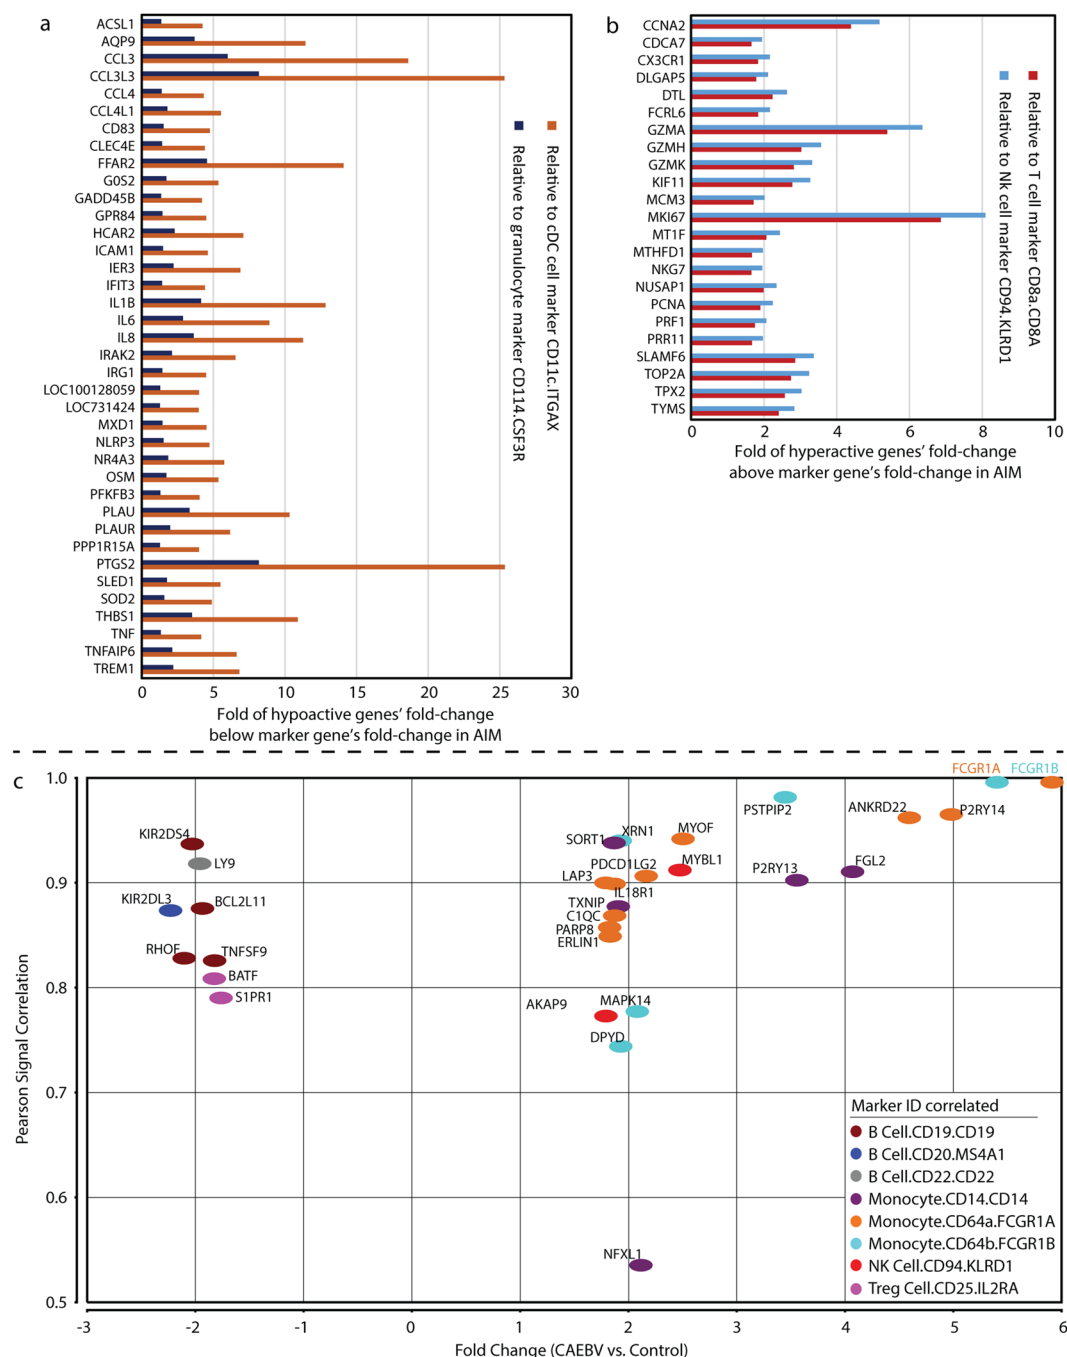 a
ACSL1
AQP9
CCL3
CCL3L3
CCL4
CCL4L1
CD83
CLEC4E
FFAR2
G0S2
GADD45B
GPR84
HCAR2
ICAM1
IER3
IFIT3
IL1B
IL6
IL8
IRAK2
IRG1
LOC100128059
LOC731424
MXD1
NLRP3
NR4A3
OSM
PFKFB3
PLAU
PLAUR
PPP1R15A
PTGS2
SLED1
SOD2
THBS1
TNF
TNFAIP6
TREM1
0 5 10 15 20 25 30
Fold of hypoactive genes' fold-change
below marker gene's fold-change in AIM
Relative to cDC cell marker CD11c.ITGAX
Relative to granulocyte marker CD114.CSF3R
b
CCNA2
CDCA7
CX3CR1
DLGAP5
DTL
FCRL6
GZMA
GZMH
GZMK
KIF11
MCM3
MKI67
MT1F
MTHFD1
NKG7
NUSAP1
PCNA
PRF1
PRR11
SLAMF6
TOP2A
TPX2
TYMS
0 2 4 6 8 10
Fold of hyperactive genes' fold-change
above marker gene's fold-change in AIM
Relative to T cell marker CD8a.CD8A
Relative to Nk cell marker CD94.KLRD1
c
Pearson Signal Correlation
1.0
0.9
0.8
0.7
0.6
0.5
FCGR1A FCGR1B
PSTPIP2
ANKRD22
P2RY14
KIR2DS4
LY9
SORT1
XRN1
MYOF
PDCD1LG2
MYBL1
P2RY13
FGL2
LAP3
IL18R1
KIR2DL3
BCL2L11
TXNIP
C1QC
PARP8
ERLIN1
RHOF
TNFSF9
BATF
S1PR1
AKAP9
MAPK14
DPYD
NFXL1
Marker ID correlated
B Cell.CD19.CD19
B Cell.CD20.MS4A1
B Cell.CD22.CD22
Monocyte.CD14.CD14
Monocyte.CD64a.FCGR1A
Monocyte.CD64b.FCGR1B
NK Cell.CD94.KLRD1
Treg Cell.CD25.IL2RA
-3 -2 -1 0 1 2 3 4 5 6
Fold Change (CAEBV vs. Control)